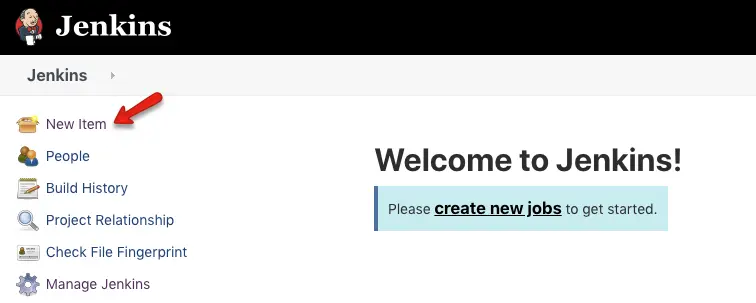 Jenkins
Jenkins
New Item
People
Build History
Project Relationship
Check File Fingerprint
Manage Jenkins
Welcome to Jenkins!
Please create new jobs to get started.